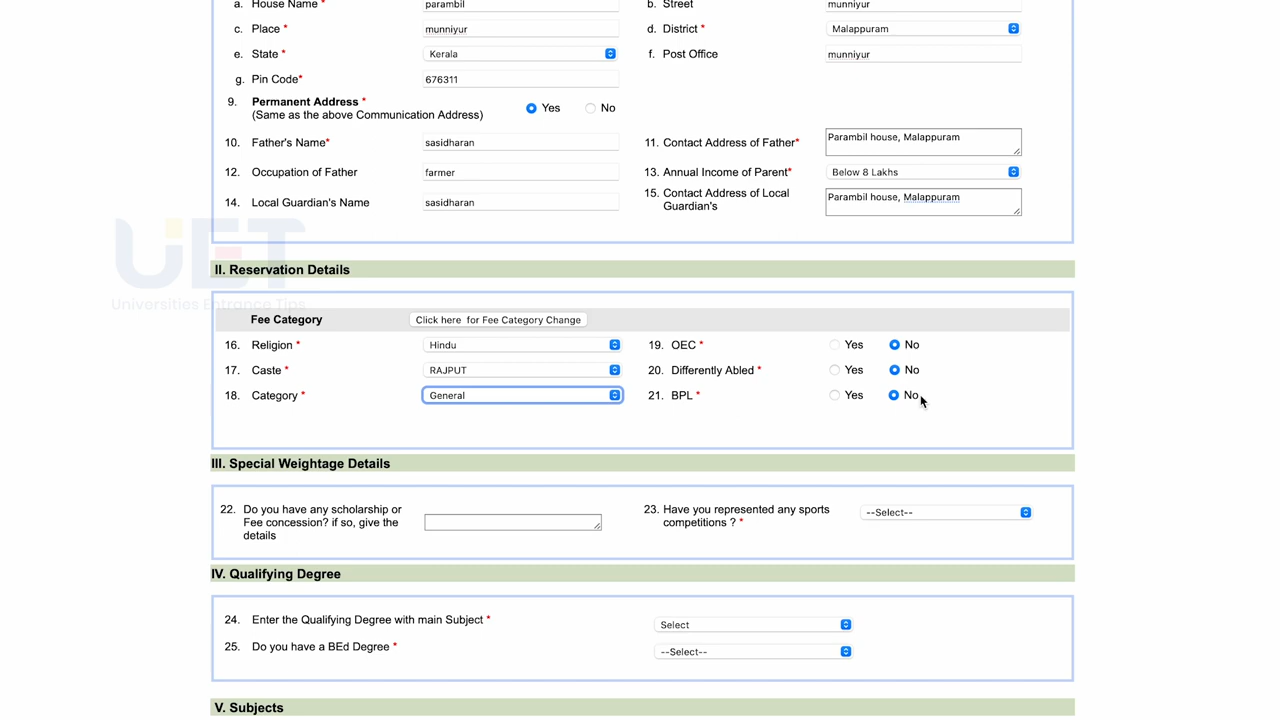 a. House Name * parambil b. Street munniyur
c. Place * munniyur d. District * Malappuram
e. State * Kerala f. Post Office munniyur
g. Pin Code* 676311
9. Permanent Address * Yes No
(Same as the above Communication Address)
10. Father's Name* sasidharan 11. Contact Address of Father* Parambil house, Malappuram
12. Occupation of Father farmer 13. Annual Income of Parent* Below 8 Lakhs
14. Local Guardian's Name sasidharan 15. Contact Address of Local Guardian's Parambil house, Malappuram
UET
Universities Entrance Tips
II. Reservation Details
Fee Category Click here for Fee Category Change
16. Religion * Hindu 19. OEC * Yes No
17. Caste * RAJPUT 20. Differently Abled * Yes No
18. Category * General 21. BPL * Yes No
III. Special Weightage Details
22. Do you have any scholarship or
Fee concession? if so, give the
details
23. Have you represented any sports
competitions ? * --Select--
IV. Qualifying Degree
24. Enter the Qualifying Degree with main Subject * Select
25. Do you have a BEd Degree * --Select--
V. Subjects